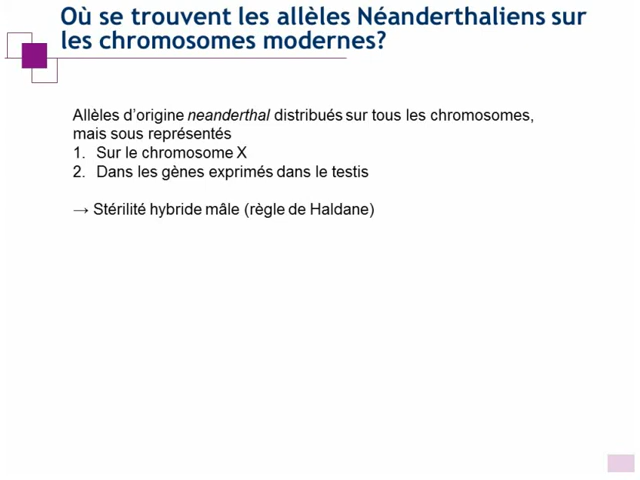 Où se trouvent les allèles Néanderthaliens sur
les chromosomes modernes?
Allèles d'origine neanderthal distribués sur tous les chromosomes,
mais sous représentés
1. Sur le chromosome X
2. Dans les gènes exprimés dans le testis
→ Stérilité hybride mâle (règle de Haldane)